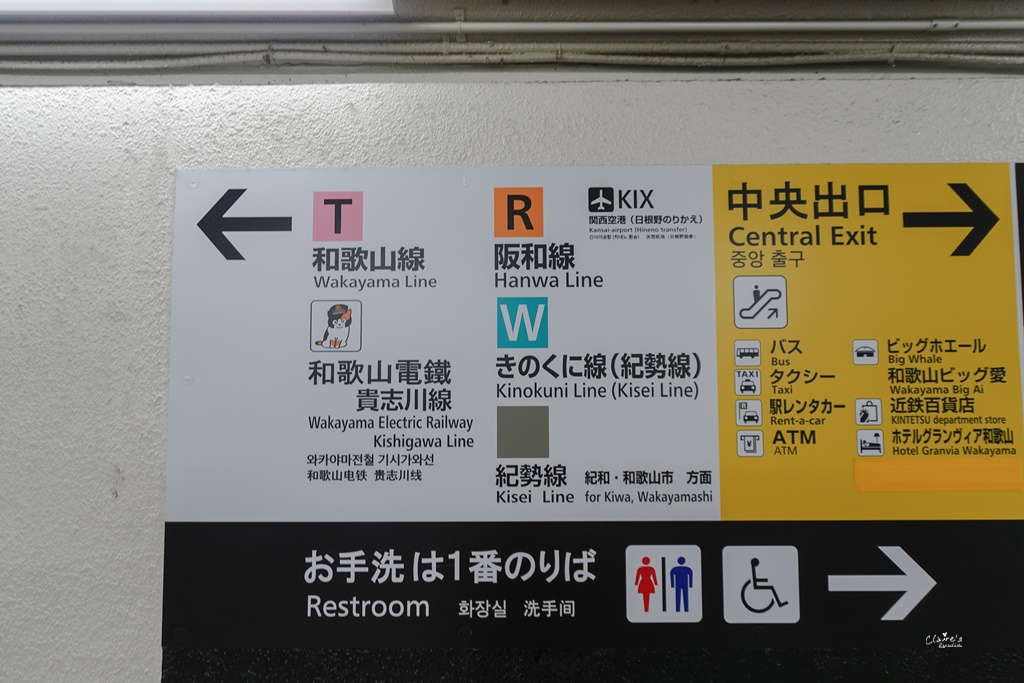 T
和歌山線
Wakayama Line
和歌山電鐵
貴志川線
Wakayama Electric Railway
Kishigawa Line
와카야마전철 기시가와선
和歌山电铁 贵志川线
R
阪和線
Hanwa Line
KIX
関西空港（日根野のりかえ）
Kansai-airport (Hineno transfer)
W
きのくに線（紀勢線）
Kinokuni Line (Kisei Line)
紀勢線 紀和・和歌山市 方面
Kisei Line for Kiwa, Wakayamashi
中央出口
Central Exit
중앙 출구
バス
Bus
TAXI
タクシー
Taxi
R
駅レンタカー
Rent-a-car
ATM
ATM
ビッグホエール
Big Whale
和歌山ビッグ愛
Wakayama Big Ai
近鉄百貨店
KINTETSU department store
ホテルグランヴィア和歌山
Hotel Granvia Wakayama
お手洗は1番のりば
Restroom 화장실 洗手间
Claire's